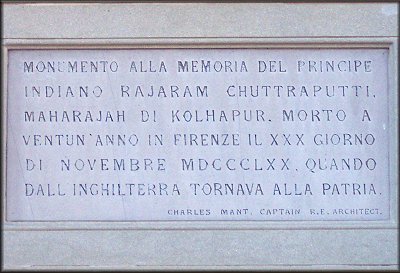 MONUMENTO ALLA MEMORIA DEL PRINCIPE
INDIANO RAJARAM CHUTTRAPUTTI,
MAHARAJAH DI KOLHAPUR, MORTO A
VENTUN'ANNO IN FIRENZE IL XXX GIORNO
DI NOVEMBRE MDCCCLXX, QUANDO
DALL'INGHILTERRA TORNAVA ALLA PATRIA.
CHARLES MANT, CAPTAIN R.E. ARCHITECT.